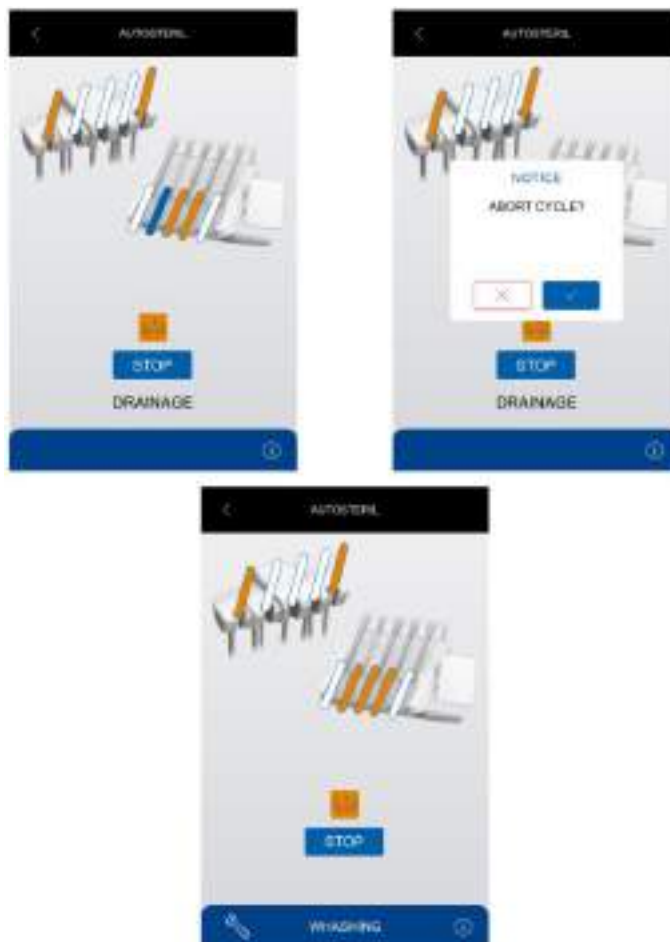 AUTOSTERIL
STOP
DRAINAGE
AUTOSTERIL
NOTICE
ABORT CYCLE?
STOP
DRAINAGE
AUTOSTERIL
STOP
WHASHING